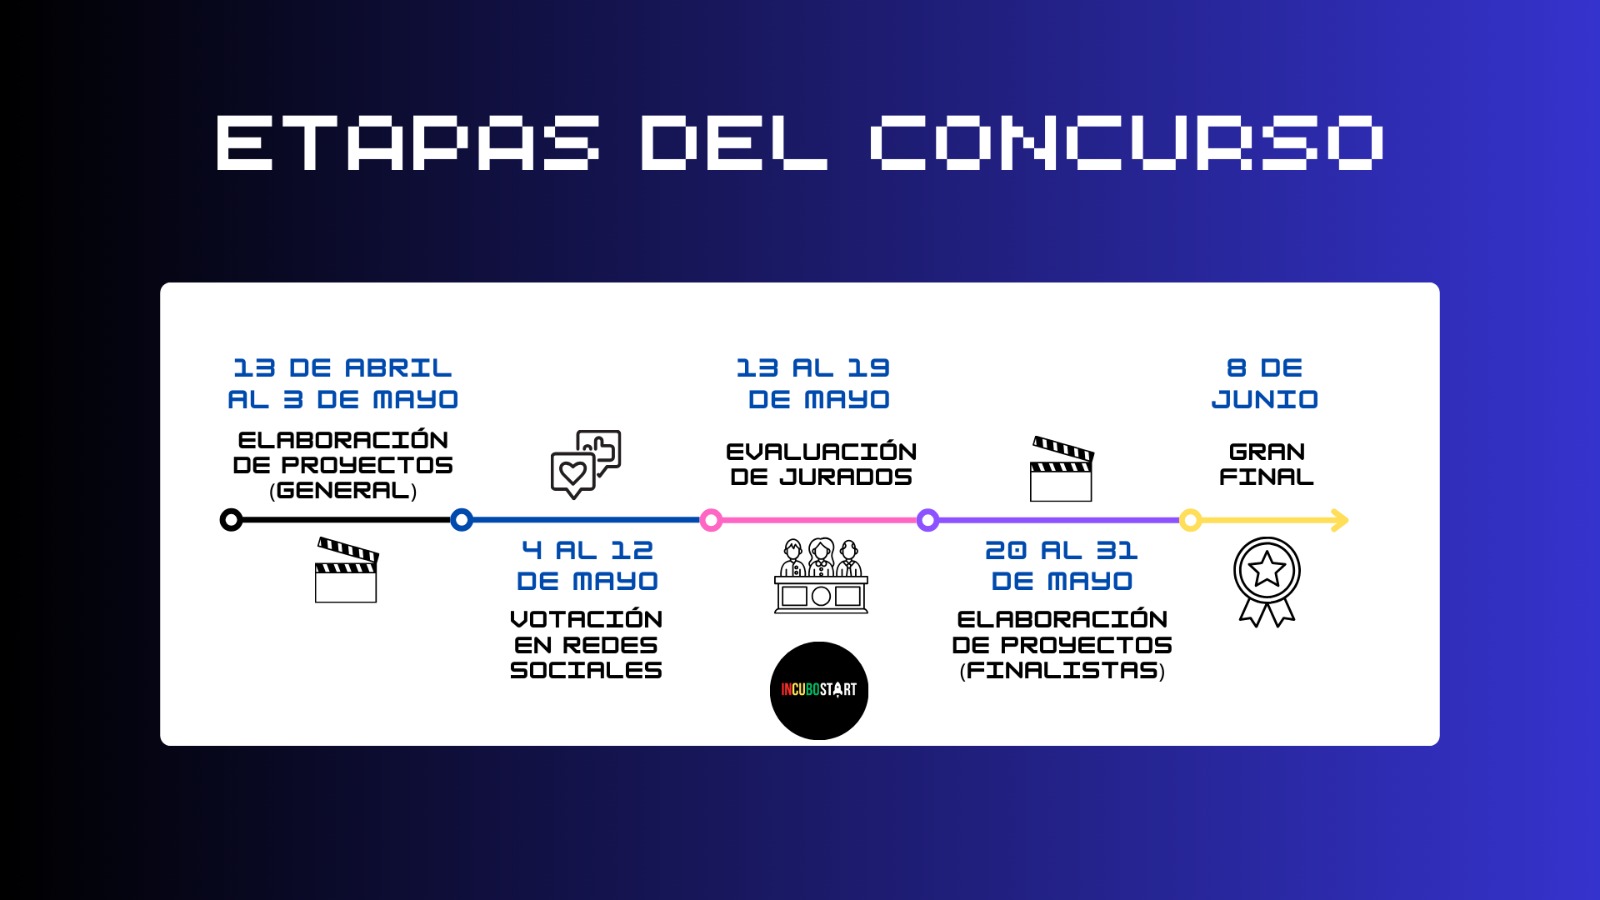 ETAPAS DEL CONCURSO
13 DE ABRIL
AL 3 DE MAYO
ELABORACIÓN
DE PROYECTOS
(GENERAL)
4 AL 12
DE MAYO
VOTACIÓN
EN REDES
SOCIALES
13 AL 19
DE MAYO
EVALUACIÓN
DE JURADOS
INCUBOSTART
20 AL 31
DE MAYO
ELABORACIÓN
DE PROYECTOS
(FINALISTAS)
8 DE
JUNIO
GRAN
FINAL